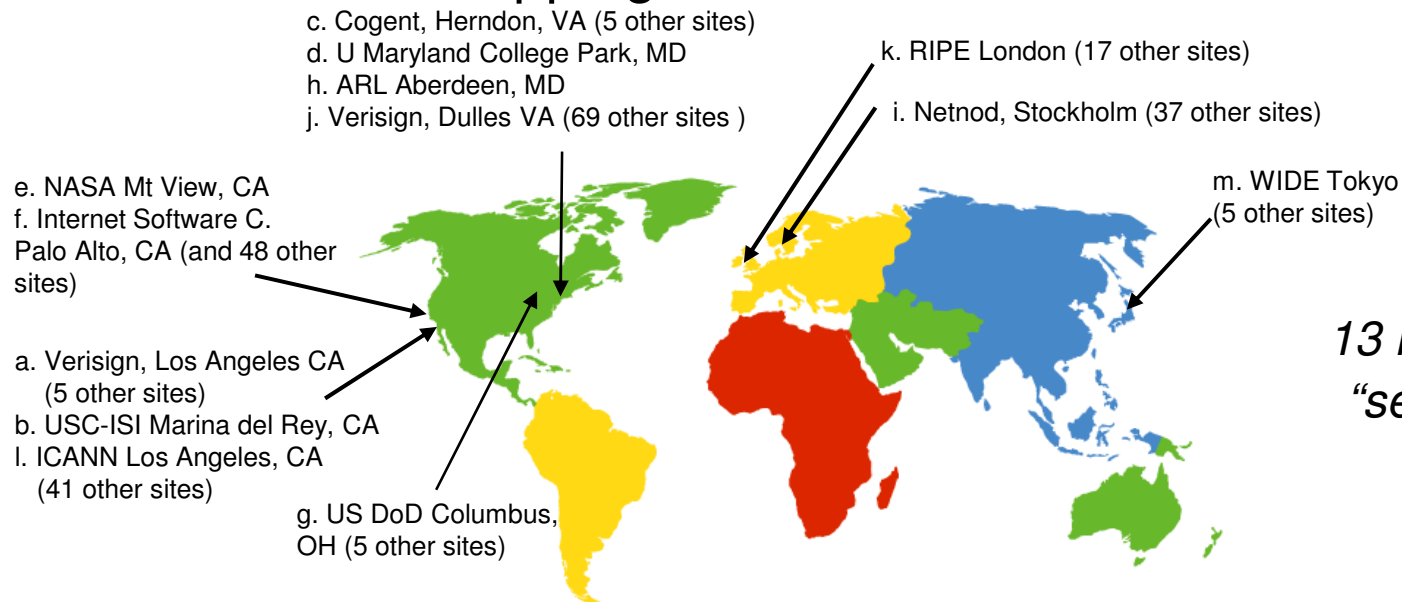 c. Cogent, Herndon, VA (5 other sites)
d. U Maryland College Park, MD
h. ARL Aberdeen, MD
j. Verisign, Dulles VA (69 other sites )
k. RIPE London (17 other sites)
i. Netnod, Stockholm (37 other sites)
m. WIDE Tokyo
(5 other sites)
e. NASA Mt View, CA
f. Internet Software C.
Palo Alto, CA (and 48 other
sites)
a. Verisign, Los Angeles CA
(5 other sites)
b. USC-ISI Marina del Rey, CA
l. ICANN Los Angeles, CA
(41 other sites)
g. US DoD Columbus,
OH (5 other sites)
13
“se